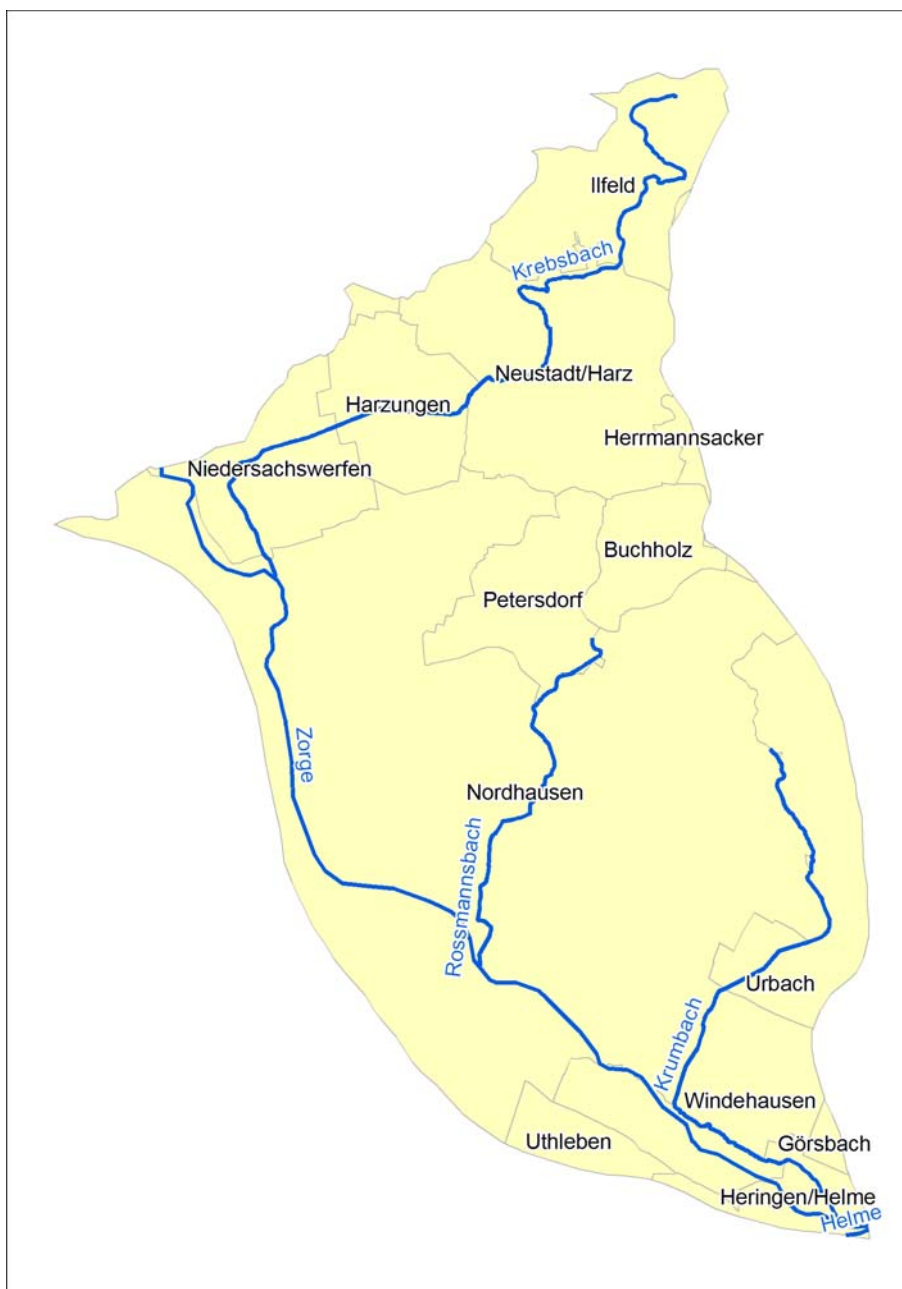 Ilfeld
Krebsbach
Neustadt/Harz
Harzungen
Herrmannsacker
Niedersachswerfen
Buchholz
Petersdorf
Zorge
Nordhausen
Rossmannsbach
Urbach
Krumbach
Windehausen
Uthleben
Görsbach
Heringen/Helme
Helme